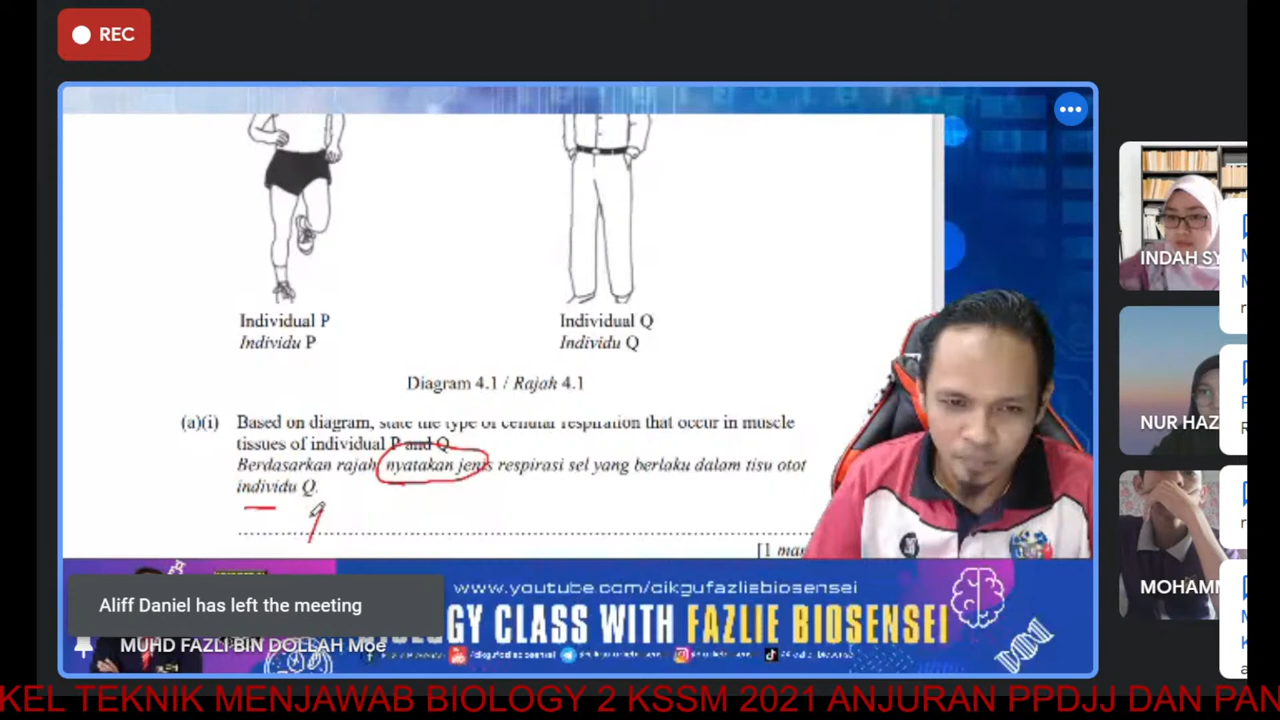 REC
Individual P
Individu P
Individual Q
Individu Q
Diagram 4.1 / Rajah 4.1
(a)(i) Based on diagram, state the type of cellular respiration that occur in muscle
tissues of individual P and Q
Berdasarkan rajah nyatakan jenis respirasi sel yang berlaku dalam tisu otot
individu Q.
[1 mar
www.youtube.com/cikgufazliebiosensei
GY CLASS WITH FAZLIE BIOSENSEI
Aliff Daniel has left the meeting
MUHD FAZLI BIN DOLLAH Moe
INDAH SY
NUR HAZ
MOHAMM
KEL TEKNIK MENJAWAB BIOLOGY 2 KSSM 2021 ANJURAN PPDJJ DAN PAN